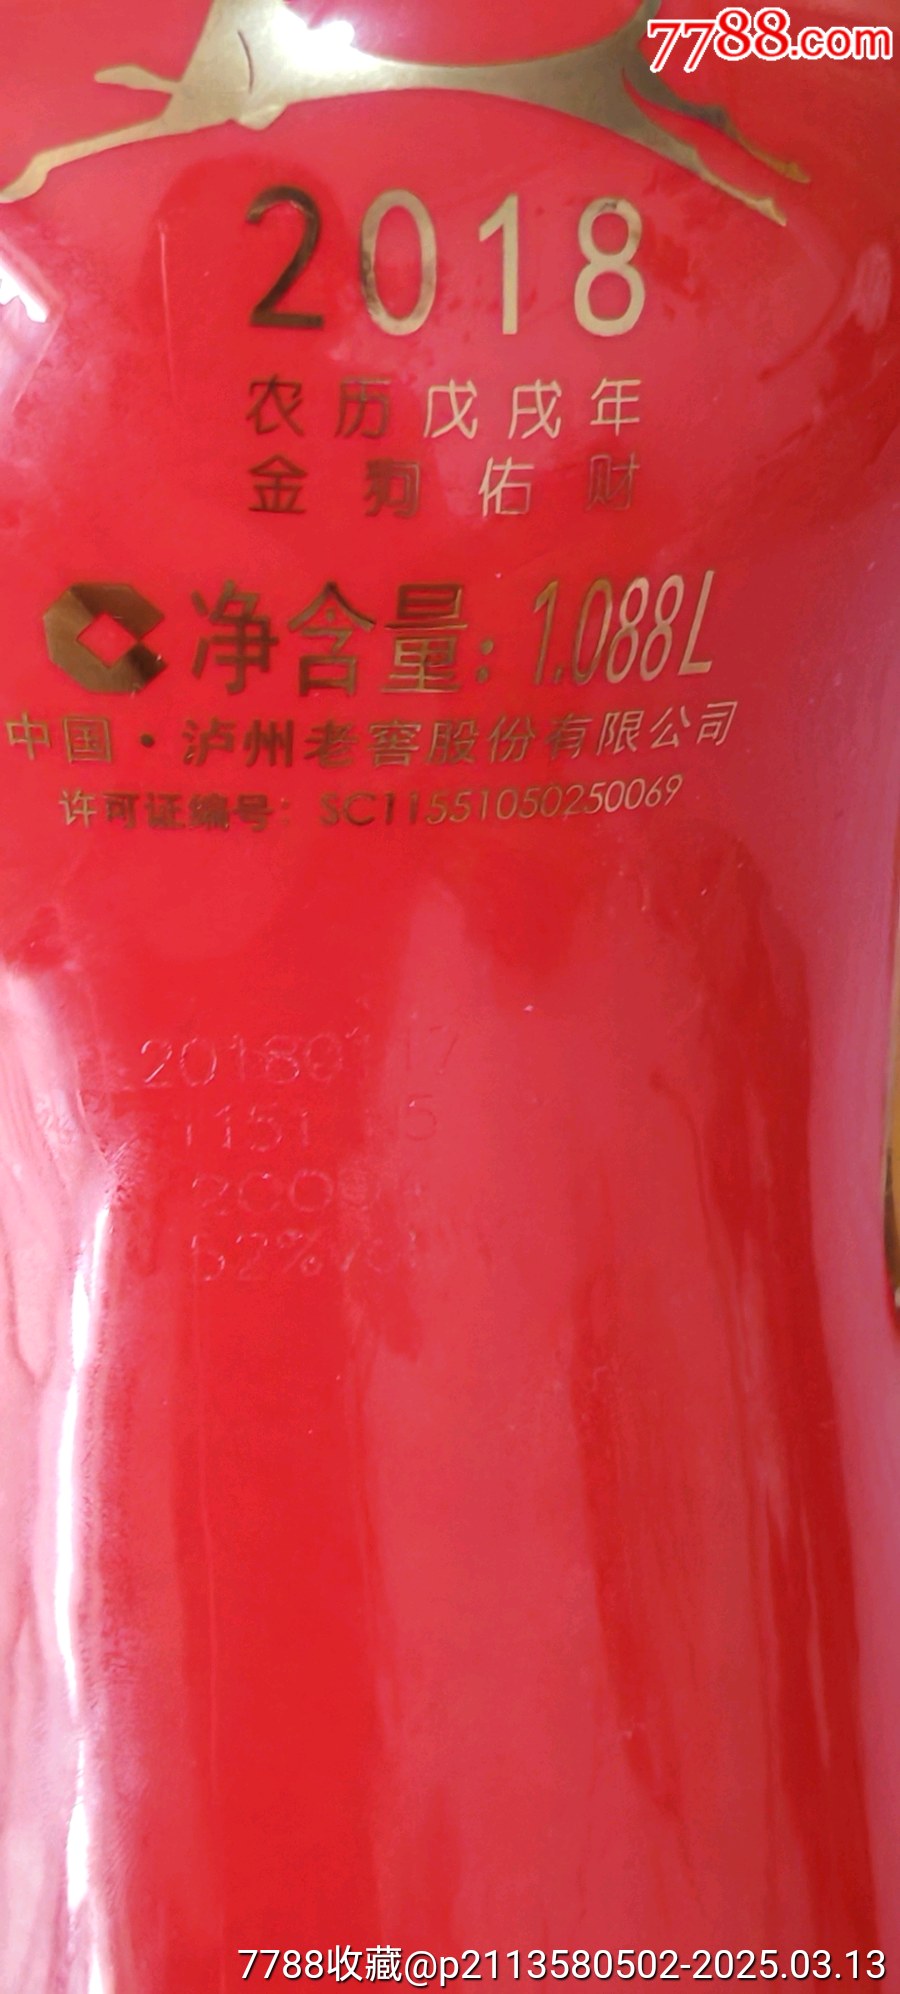 7788.com
2018
农历戊戌年
金狗佑财
净含量：1.088L
中国·泸州老窖股份有限公司
许可证编号：SC11551050250069
52%vol
7788收藏@p2113580502-2025.03.13